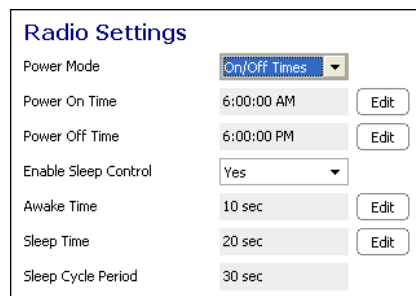 Radio Settings
Power Mode On/Off Times
Power On Time 6:00:00 AM Edit
Power Off Time 6:00:00 PM Edit
Enable Sleep Control Yes
Awake Time 10 sec Edit
Sleep Time 20 sec Edit
Sleep Cycle Period 30 sec